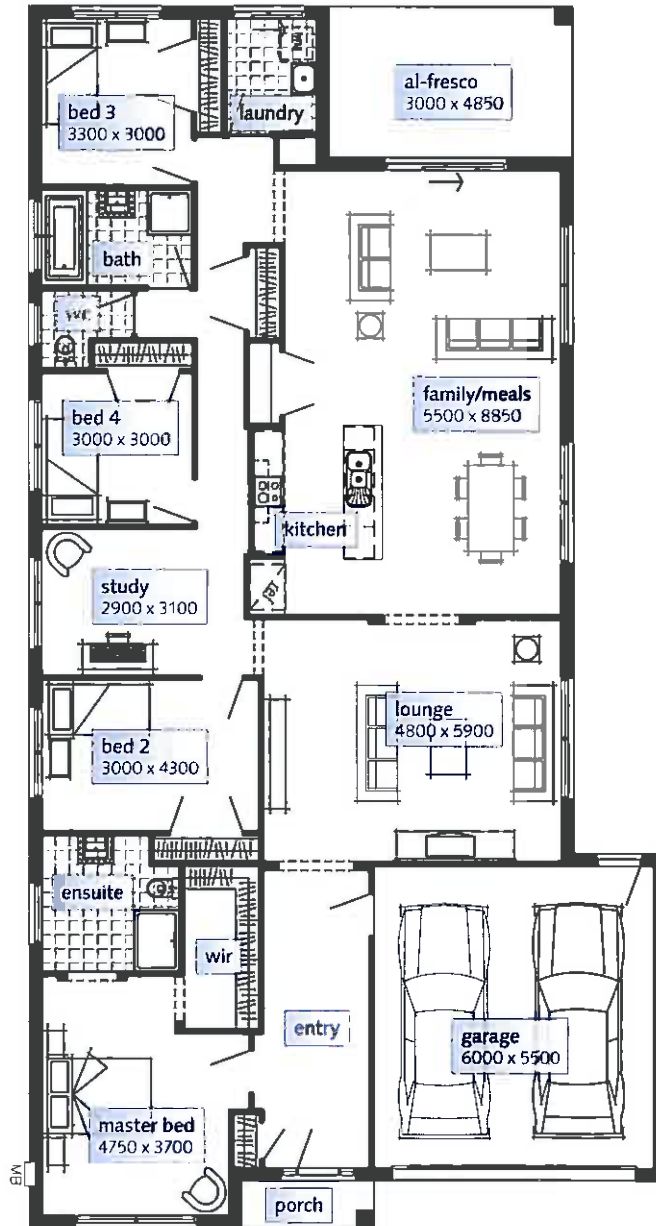 bed 3
3300 x 3000
laundry
al-fresco
3000 x 4850
bath
wc
bed 4
3000 x 3000
family/meals
5500 x 8850
kitchen
ref
study
2900 x 3100
bed 2
3000 x 4300
lounge
4800 x 5900
ensuite
wir
entry
garage
6000 x 5500
master bed
4750 x 3700
MB
porch